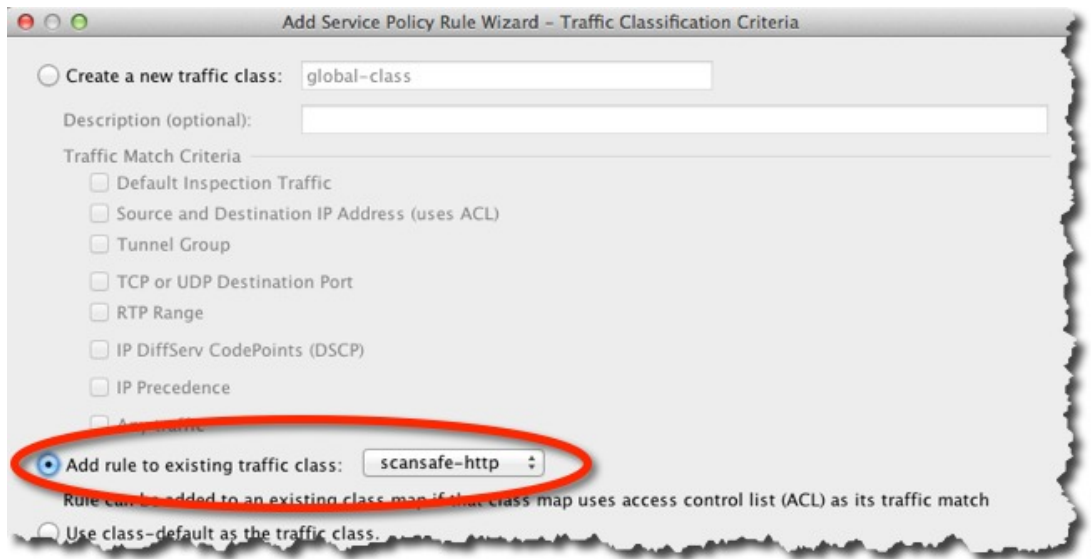 Add Service Policy Rule Wizard – Traffic Classification Criteria
Create a new traffic class: global-class
Description (optional):
Traffic Match Criteria
Default Inspection Traffic
Source and Destination IP Address (uses ACL)
Tunnel Group
TCP or UDP Destination Port
RTP Range
IP DiffServ CodePoints (DSCP)
IP Precedence
Any traffic
Add rule to existing traffic class: scansafe-http
Rule can be added to an existing class map if that class map uses access control list (ACL) as its traffic match
Use class-default as the traffic class.